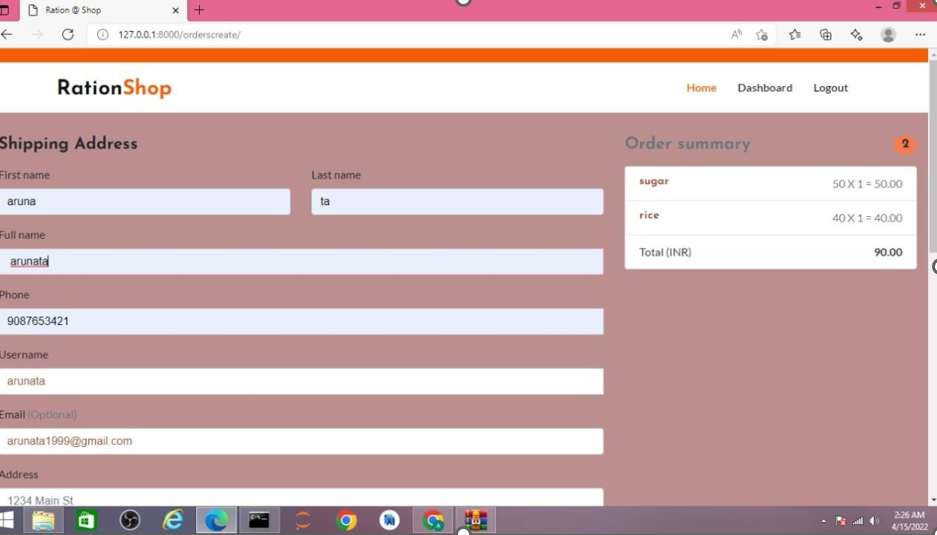 Ration @ Shop
127.0.0.1:8000/orderscreate/
RationShop
Home Dashboard Logout
Shipping Address
First name Last name
aruna ta
Full name
arunata
Phone
9087653421
Username
arunata
Email (Optional)
arunata1999@gmail.com
Address
1234 Main St
Order summary 2
sugar 50 X 1 = 50.00
rice 40 X 1 = 40.00
Total (INR) 90.00
2:26 AM
4/15/2022